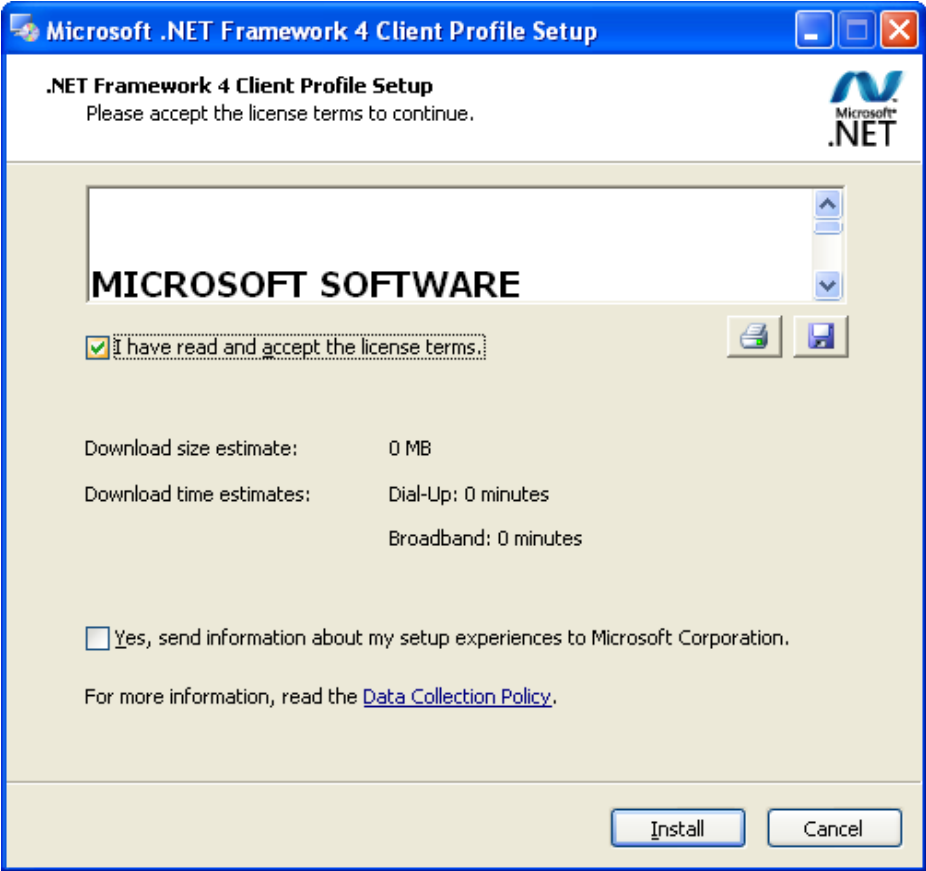 Microsoft .NET Framework 4 Client Profile Setup
.NET Framework 4 Client Profile Setup
Please accept the license terms to continue.
Microsoft®
.NET
MICROSOFT SOFTWARE
I have read and accept the license terms.
Download size estimate: 0 MB
Download time estimates: Dial-Up: 0 minutes
Broadband: 0 minutes
Yes, send information about my setup experiences to Microsoft Corporation.
For more information, read the Data Collection Policy.
Install Cancel